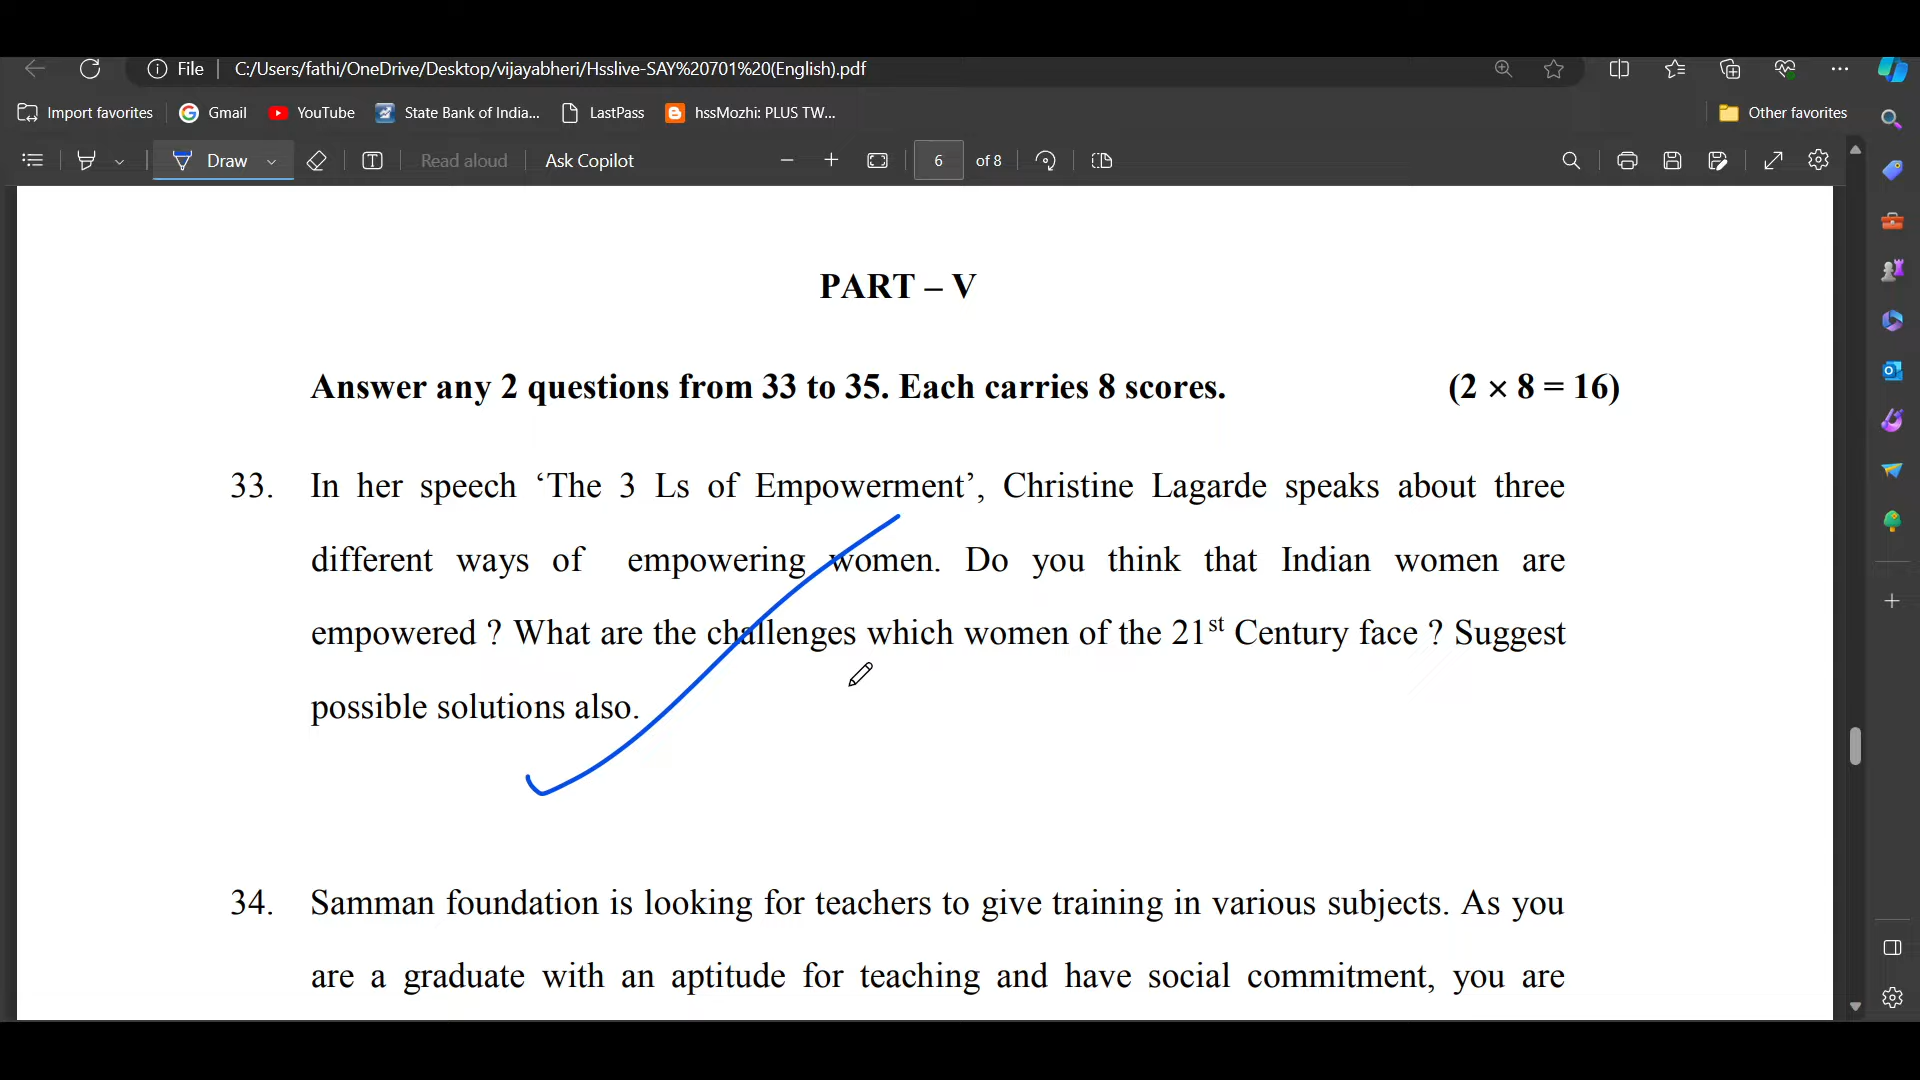 File | C:/Users/fathi/OneDrive/Desktop/vijayabheri/Hsslive-SAY%20701%20(English).pdf
Import favorites Gmail YouTube State Bank of India... LastPass hssMozhi: PLUS TW... Other favorites
Draw Read aloud Ask Copilot 6 of 8
PART – V
Answer any 2 questions from 33 to 35. Each carries 8 scores. (2 × 8 = 16)
33. In her speech ‘The 3 Ls of Empowerment’, Christine Lagarde speaks about three
different ways of empowering women. Do you think that Indian women are
empowered ? What are the challenges which women of the 21st Century face ? Suggest
possible solutions also.
34. Samman foundation is looking for teachers to give training in various subjects. As you
are a graduate with an aptitude for teaching and have social commitment, you are